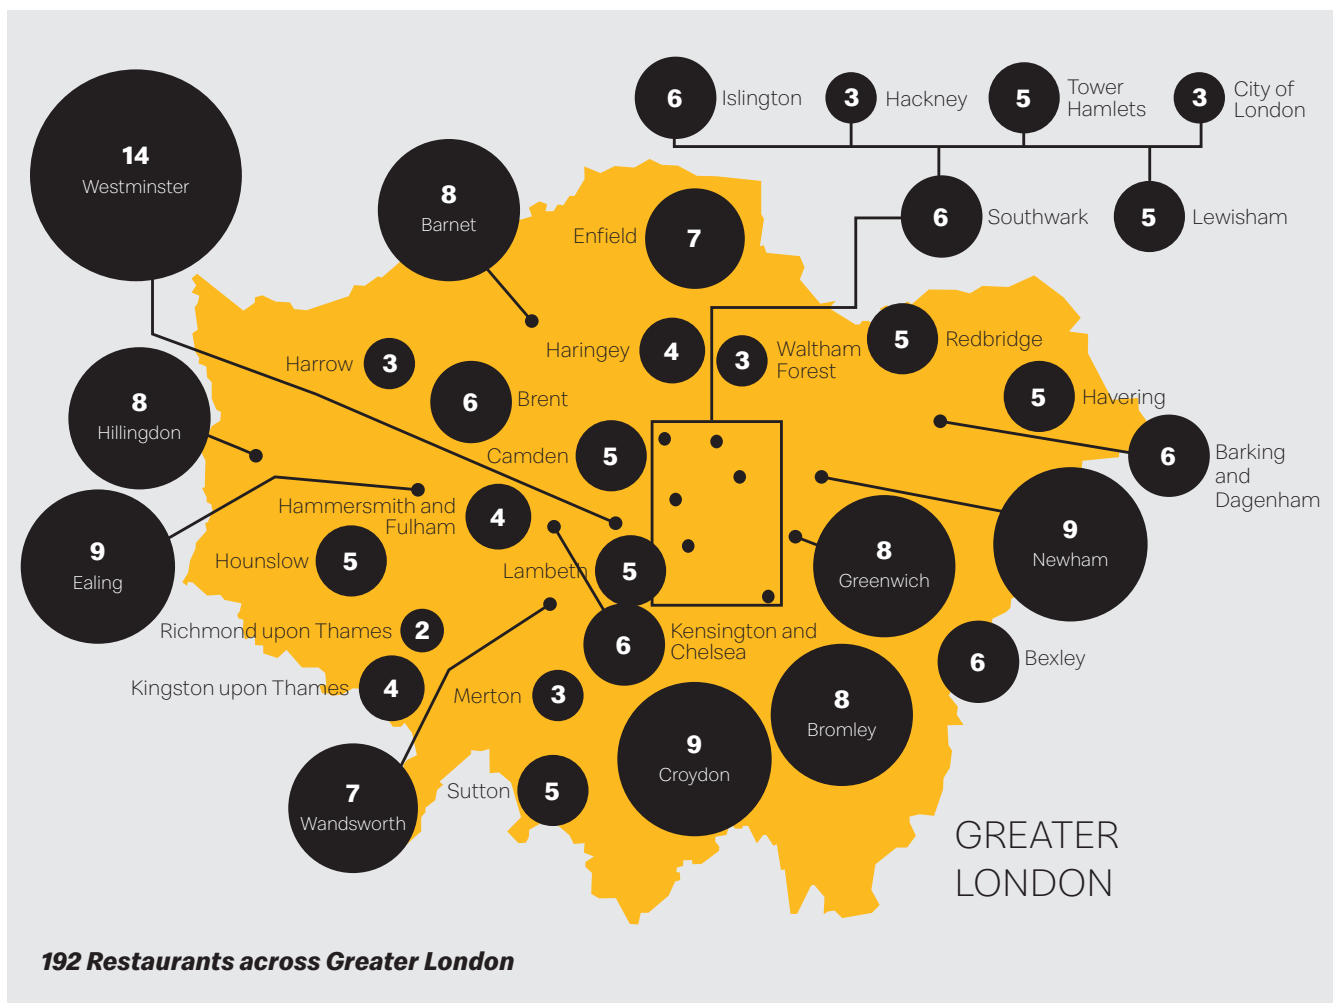 6
Islington
3
Hackney
5
Tower
Hamlets
3
City of
London
14
Westminster
8
Barnet
Enfield
7
6
Southwark
5
Lewisham
Harrow
3
Haringey
4
3
Waltham
Forest
5
Redbridge
8
Hillingdon
6
Brent
5
Havering
Camden
5
6
Barking
and
Dagenham
Hammersmith and
Fulham
4
9
Ealing
Hounslow
5
Lambeth
5
8
Greenwich
9
Newham
Richmond upon Thames
2
6
Kensington and
Chelsea
6
Bexley
Kingston upon Thames
4
Merton
3
8
Bromley
9
Croydon
7
Wandsworth
Sutton
5
GREATER
LONDON
192 Restaurants across Greater London